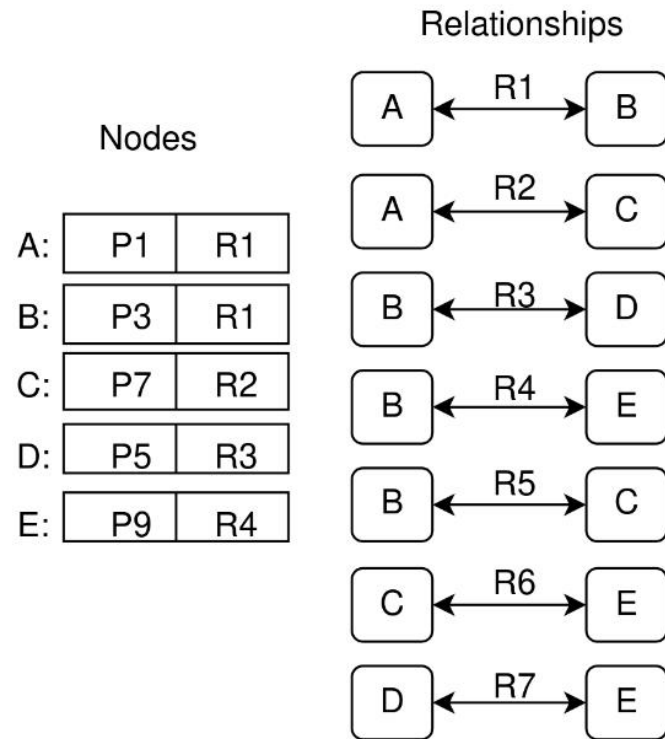 Relationships
Nodes
A: P1 R1
B: P3 R1
C: P7 R2
D: P5 R3
E: P9 R4
A R1 B
A R2 C
B R3 D
B R4 E
B R5 C
C R6 E
D R7 E